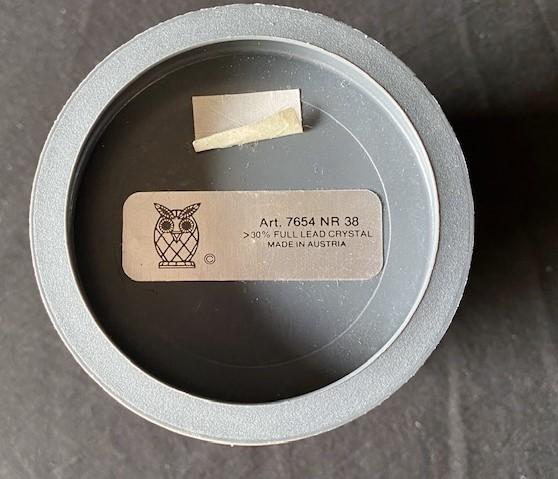 Art. 7654 NR 38
>30% FULL LEAD CRYSTAL
MADE IN AUSTRIA
©